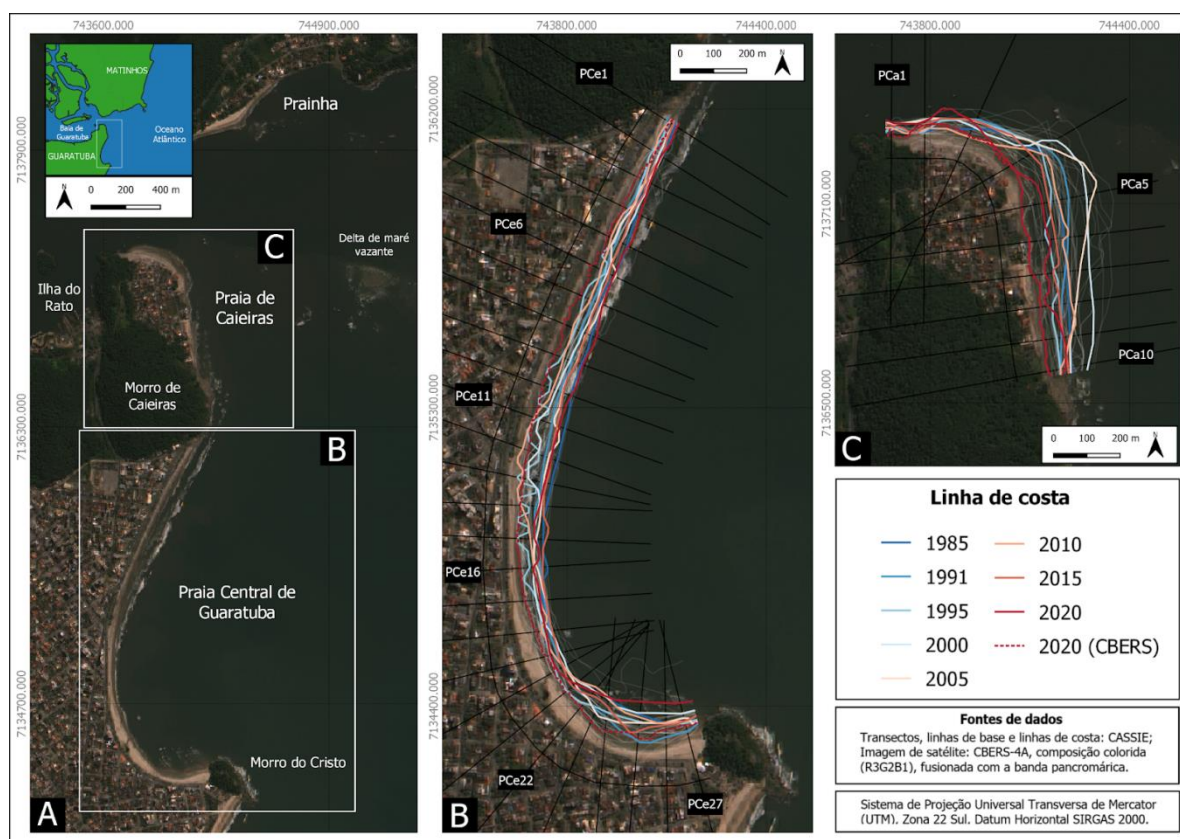 743600.000
744900.000
743800.000
744400.000
743800.000
744400.000
MATINHOS
Baía de
Guaratuba
Oceano
Atlântico
GUARATUBA
N
0 200 400 m
7137900.000
7136300.000
7134700.000
Prainha
C
Delta de maré
vazante
Ilha do
Rato
Praia de
Caieiras
Morro de
Caieiras
B
Praia Central de
Guaratuba
Morro do Cristo
A
0 100 200 m
N
7136200.000
7135300.000
7134400.000
PCe1
PCe6
PCe11
PCe16
PCe22
PCe27
B
7137100.000
7136500.000
PCa1
PCa5
PCa10
0 100 200 m
N
C
Linha de costa
1985
1991
1995
2000
2005
2010
2015
2020
2020 (CBERS)
Fontes de dados
Transectos, linhas de base e linhas de costa: CASSIE;
Imagem de satélite: CBERS-4A, composição colorida
(R3G2B1), fusionada com a banda pancromárica.
Sistema de Projeção Universal Transversa de Mercator
(UTM). Zona 22 Sul. Datum Horizontal SIRGAS 2000.